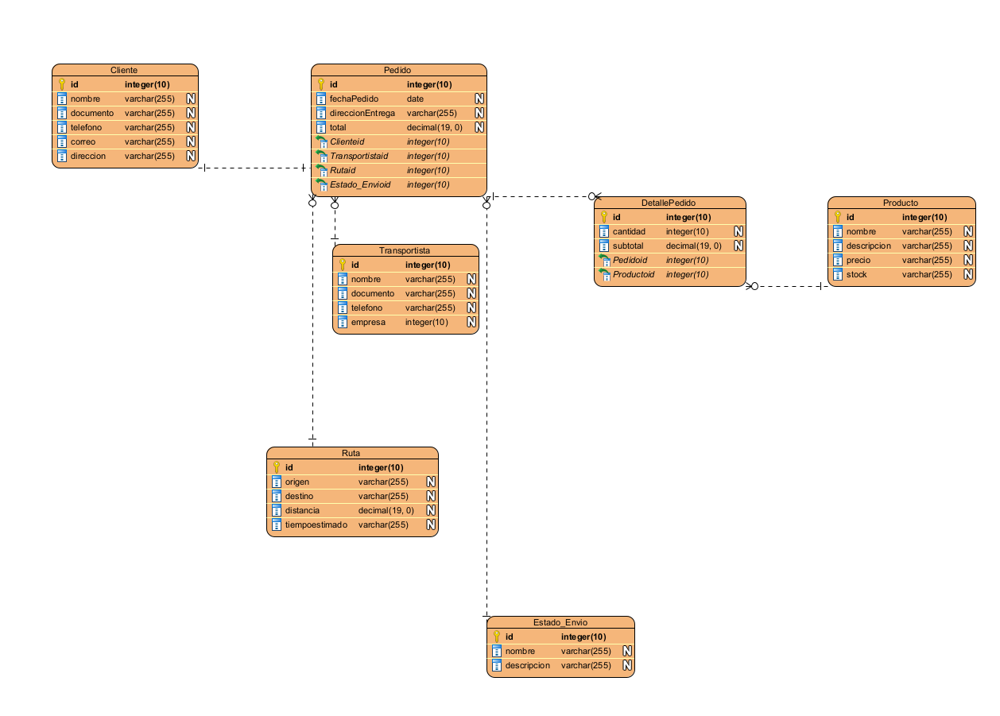 Cliente
id integer(10)
nombre varchar(255) N
documento varchar(255) N
telefono varchar(255) N
correo varchar(255) N
direccion varchar(255) N
Pedido
id integer(10)
fechaPedido date N
direccionEntrega varchar(255) N
total decimal(19, 0) N
Clienteid integer(10)
Transportistaid integer(10)
Rutaid integer(10)
Estado_Envioid integer(10)
DetallePedido
id integer(10)
cantidad integer(10) N
subtotal decimal(19, 0) N
Pedidoid integer(10)
Productoid integer(10)
Producto
id integer(10)
nombre varchar(255) N
descripcion varchar(255) N
precio varchar(255) N
stock varchar(255) N
Transportista
id integer(10)
nombre varchar(255) N
documento varchar(255) N
telefono varchar(255) N
empresa integer(10) N
Ruta
id integer(10)
origen varchar(255) N
destino varchar(255) N
distancia decimal(19, 0) N
tiempoestimado varchar(255) N
Estado_Envio
id integer(10)
nombre varchar(255) N
descripcion varchar(255) N